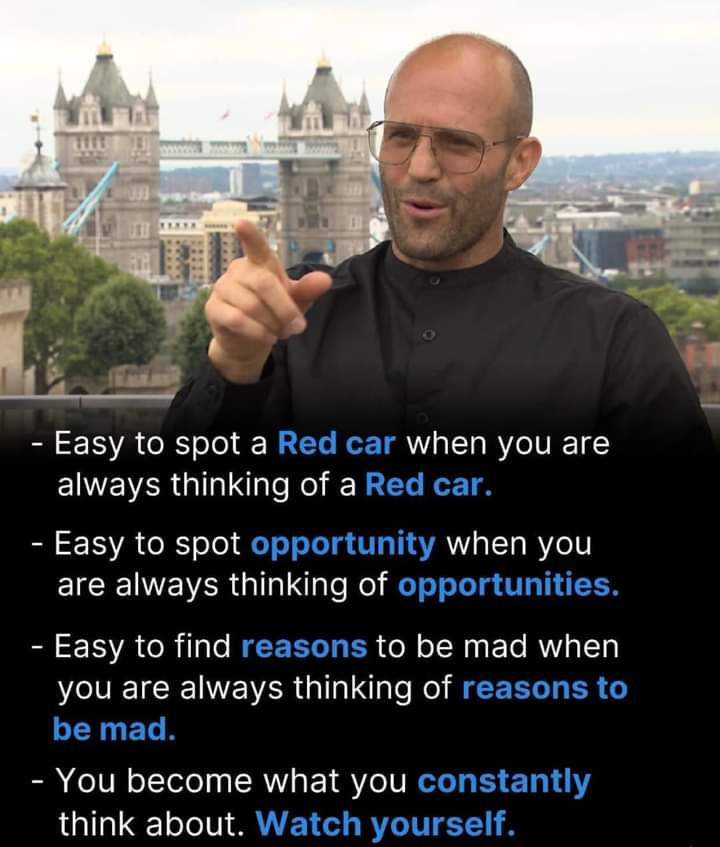 - Easy to spot a Red car when you are
always thinking of a Red car.
- Easy to spot opportunity when you
are always thinking of opportunities.
- Easy to find reasons to be mad when
you are always thinking of reasons to
be mad.
- You become what you constantly
think about. Watch yourself.